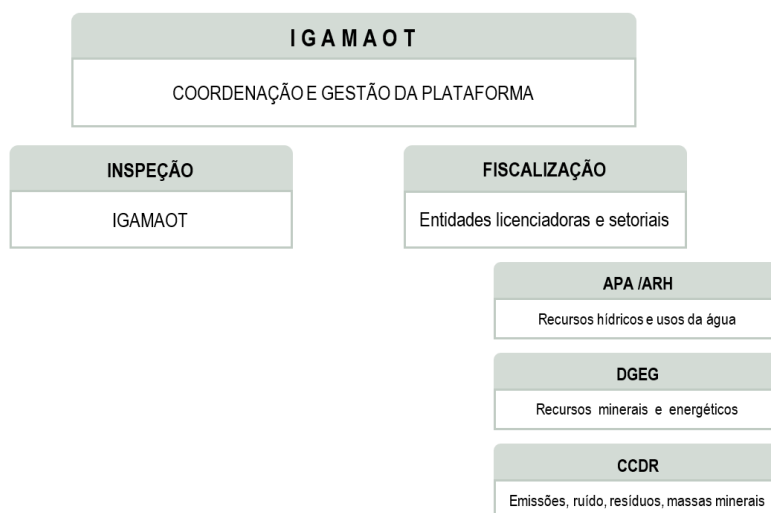 IGAMAOT
COORDENAÇÃO E GESTÃO DA PLATAFORMA
INSPEÇÃO
IGAMAOT
FISCALIZAÇÃO
Entidades licenciadoras e setoriais
APA /ARH
Recursos hídricos e usos da água
DGEG
Recursos minerais e energéticos
CCDR
Emissões, ruído, resíduos, massas minerais